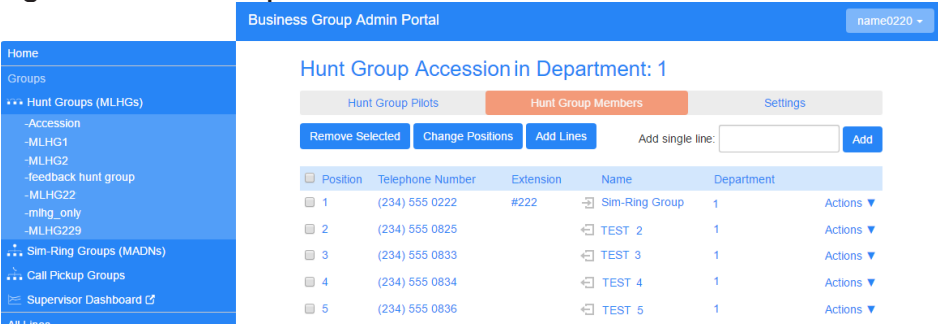 Business Group Admin Portal
name0220
Home
Groups
Hunt Groups (MLHGs)
-Accession
-MLHG1
-MLHG2
-feedback hunt group
-MLHG22
-mlhg_only
-MLHG229
Sim-Ring Groups (MADNs)
Call Pickup Groups
Supervisor Dashboard
Hunt Group Accession in Department: 1
Hunt Group Pilots Hunt Group Members Settings
Remove Selected Change Positions Add Lines Add single line: Add
Position Telephone Number Extension Name Department
1 (234) 555 0222 #222 Sim-Ring Group 1 Actions ▼
2 (234) 555 0825 TEST 2 1 Actions ▼
3 (234) 555 0833 TEST 3 1 Actions ▼
4 (234) 555 0834 TEST 4 1 Actions ▼
5 (234) 555 0836 TEST 5 1 Actions ▼